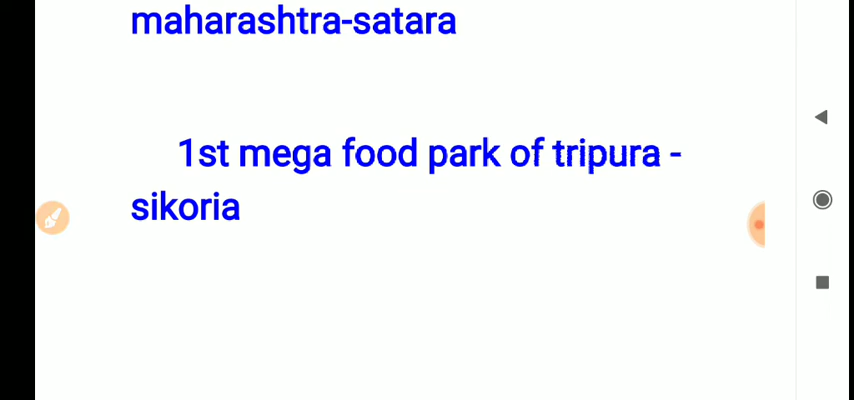 maharashtra-satara
1st mega food park of tripura -
sikoria